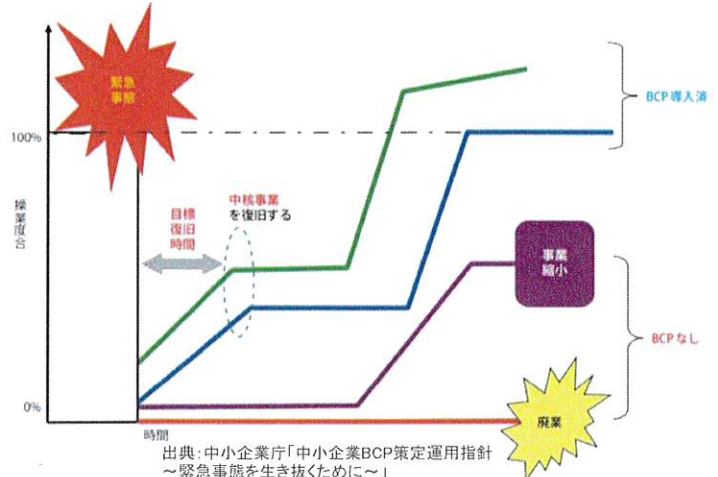 緊急
事態
BCP導入済
100%
操業度合
目標
復旧
時間
中核事業
を復旧する
事業
縮小
BCPなし
0%
廃業
時間
出典:中小企業庁「中小企業BCP策定運用指針
~緊急事態を生き抜くために~」